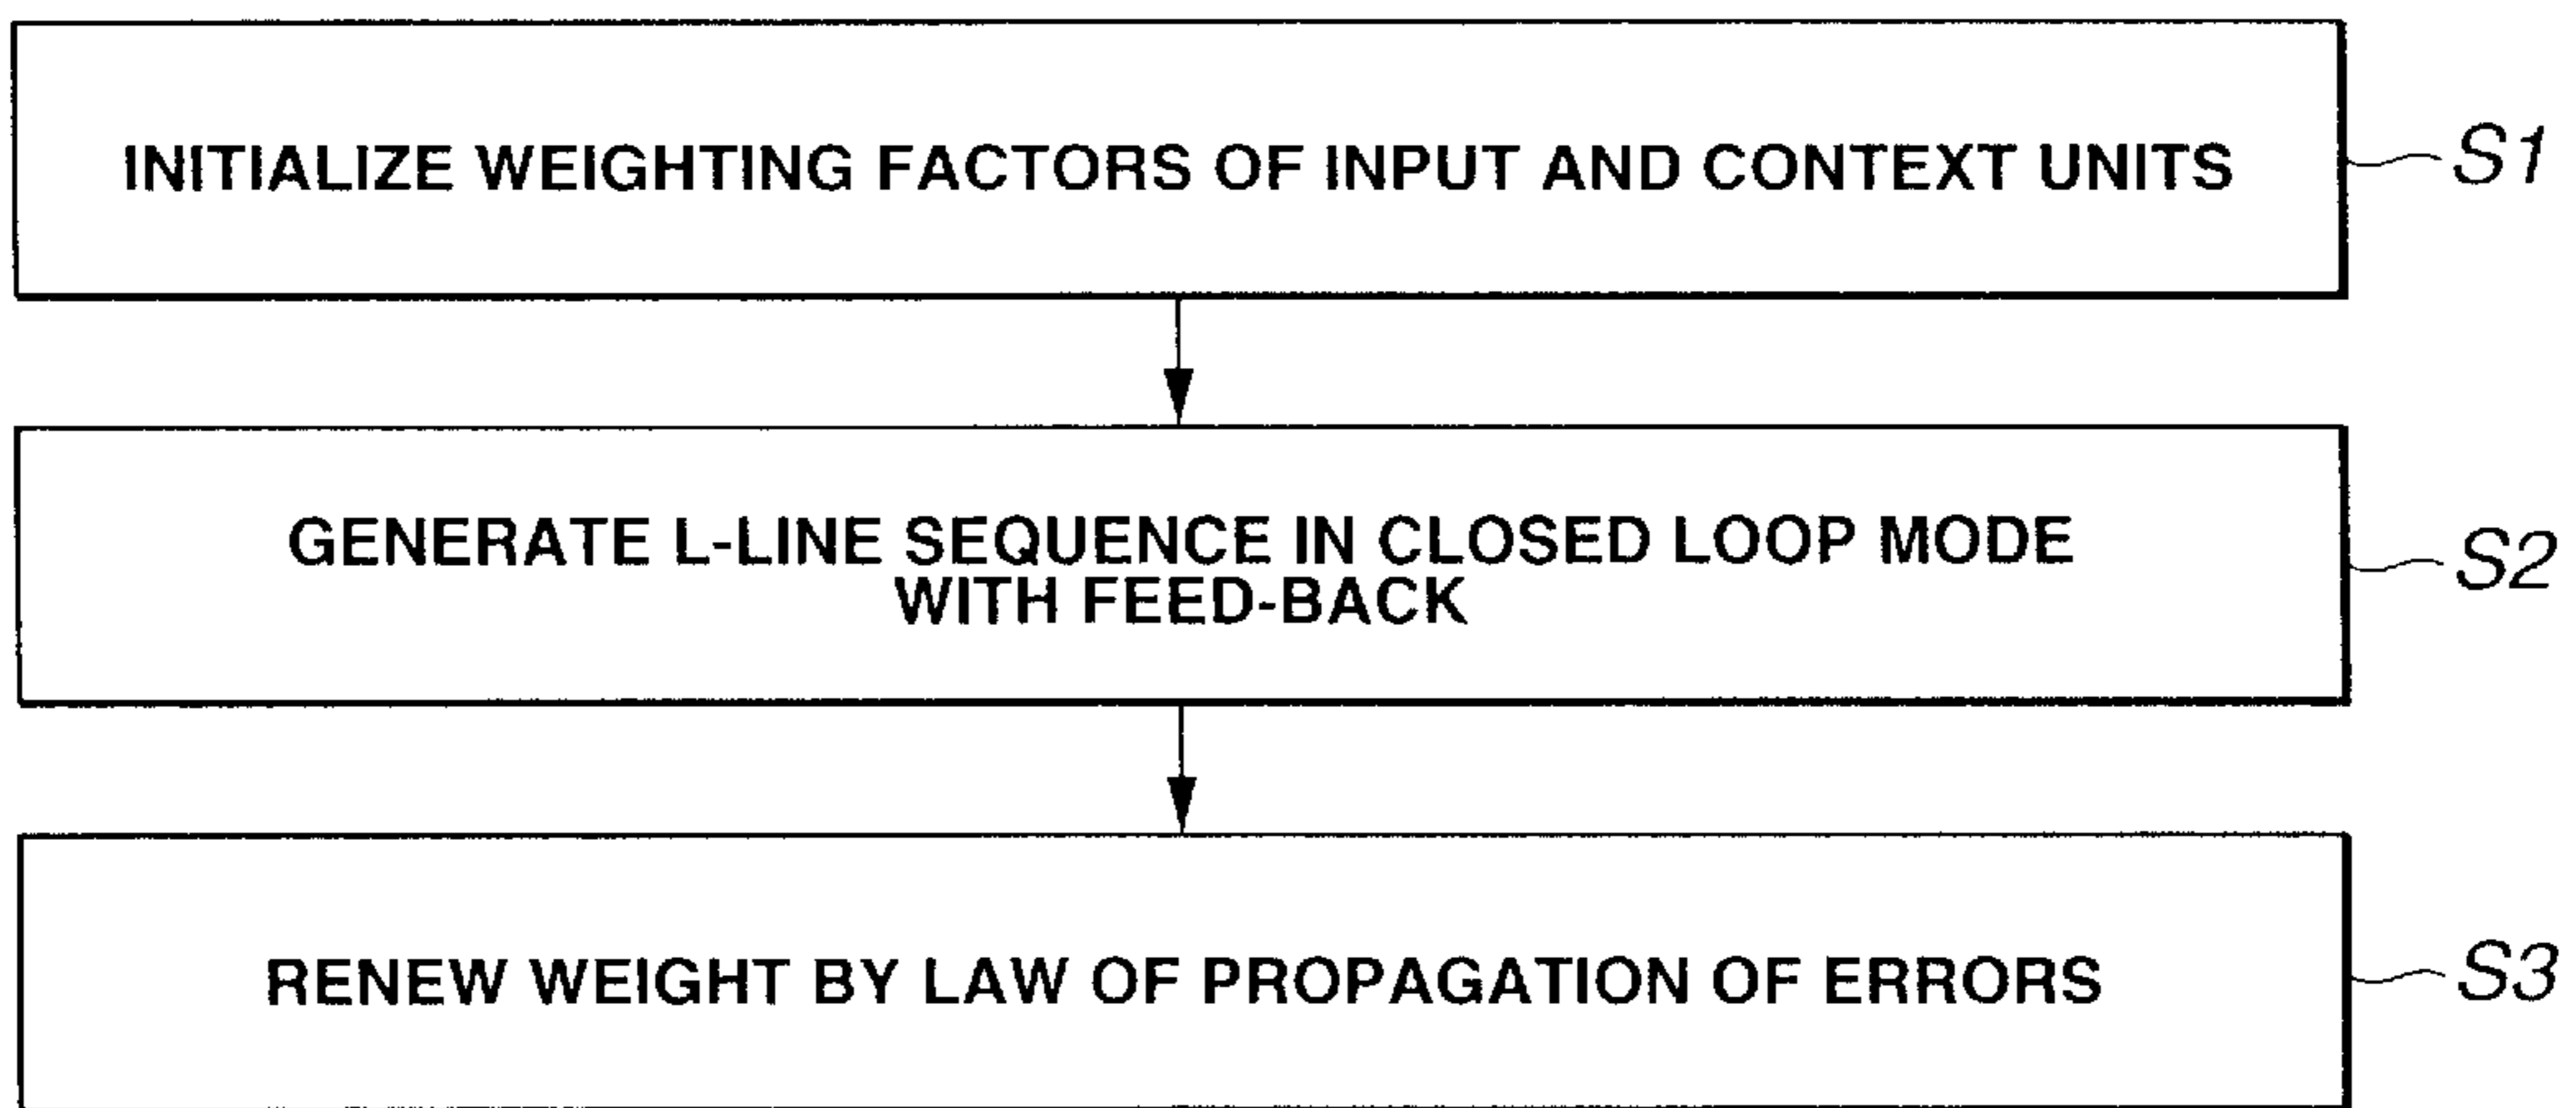 INITIALIZE WEIGHTING FACTORS OF INPUT AND CONTEXT UNITS
S1
GENERATE L-LINE SEQUENCE IN CLOSED LOOP MODE
WITH FEED-BACK
S2
RENEW WEIGHT BY LAW OF PROPAGATION OF ERRORS
S3